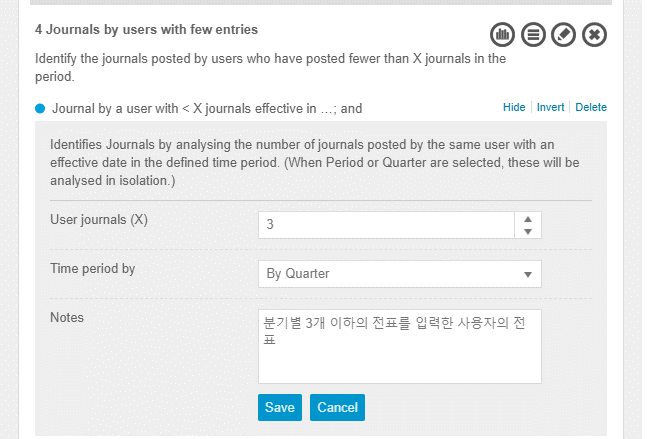 4 Journals by users with few entries
Identify the journals posted by users who have posted fewer than X journals in the
period.
Journal by a user with < X journals effective in ...; and
Hide Invert Delete
Identifies Journals by analysing the number of journals posted by the same user with an
effective date in the defined time period. (When Period or Quarter are selected, these will be
analysed in isolation.)
User journals (X)
3
Time period by
By Quarter
Notes
분기별 3개 이하의 전표를 입력한 사용자의 전
표
Save Cancel